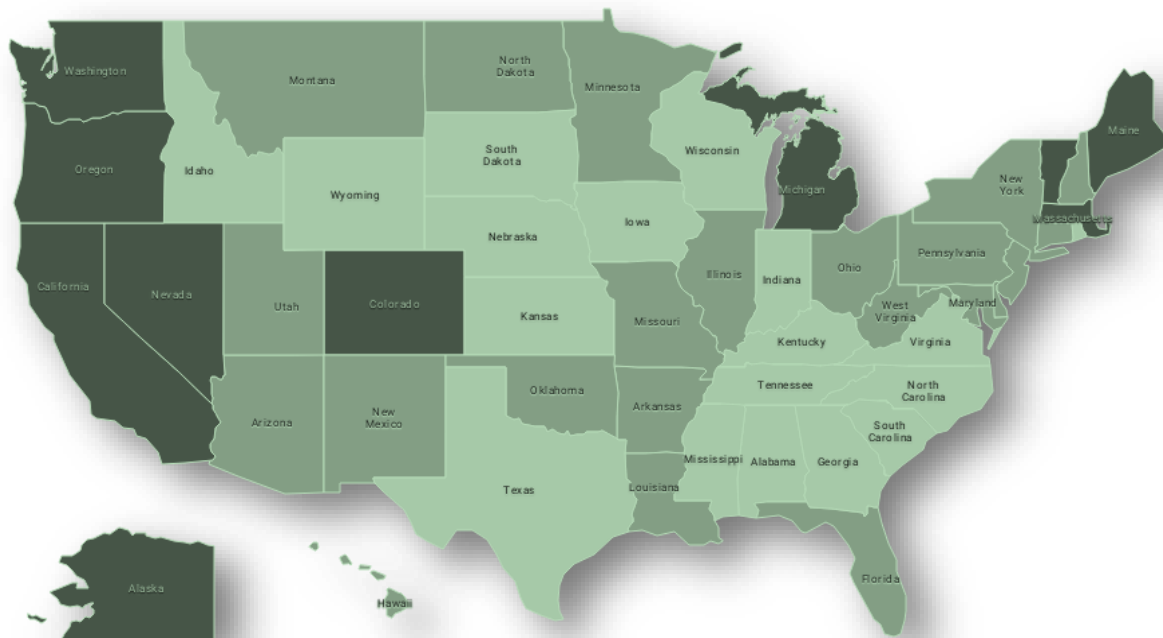 Washington
Montana
North
Dakota
Minnesota
Maine
Oregon
Idaho
South
Dakota
Wisconsin
Michigan
New
York
Wyoming
Massachusetts
Iowa
Nebraska
Pennsylvania
California
Nevada
Utah
Colorado
Illinois
Indiana
Ohio
Kansas
Missouri
West
Virginia
Maryland
Kentucky
Virginia
Tennessee
North
Carolina
Arizona
New
Mexico
Oklahoma
Arkansas
South
Carolina
Mississippi
Alabama
Georgia
Texas
Louisiana
Florida
Alaska
Hawaii